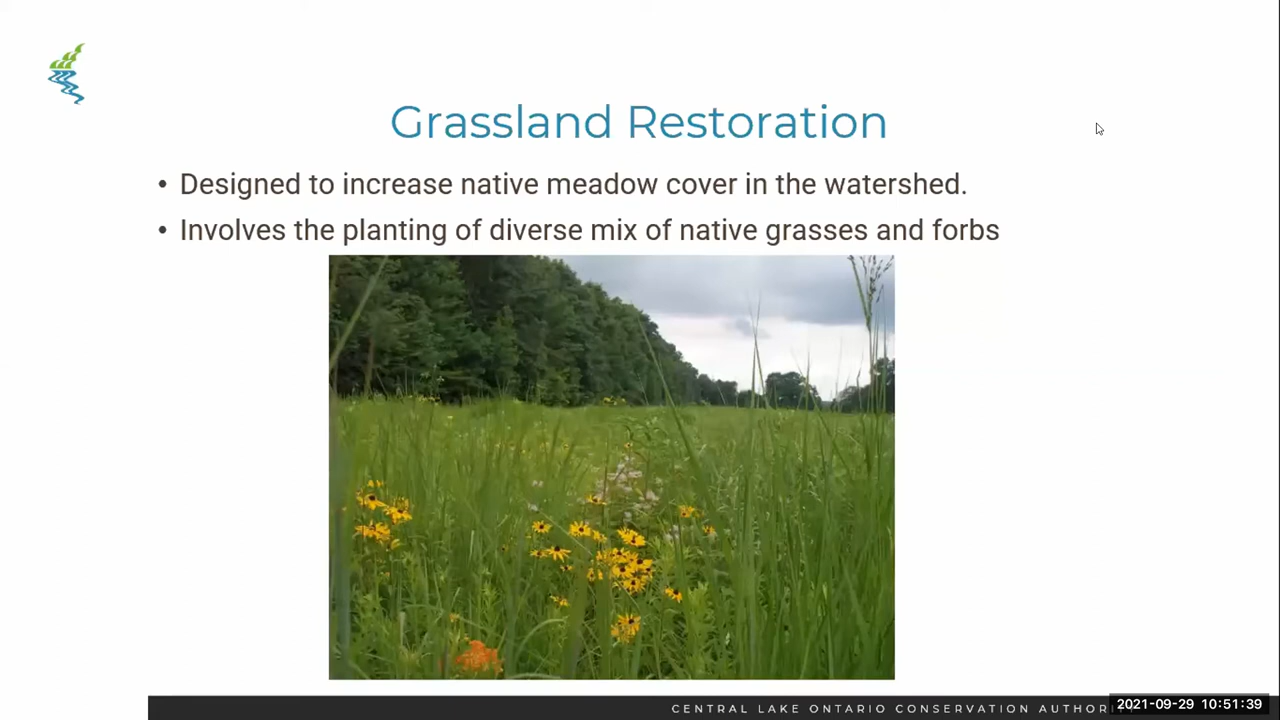 Grassland Restoration
• Designed to increase native meadow cover in the watershed.
• Involves the planting of diverse mix of native grasses and forbs
CENTRAL LAKE ONTARIO CONSERVATION
2021-09-29 10:51:39